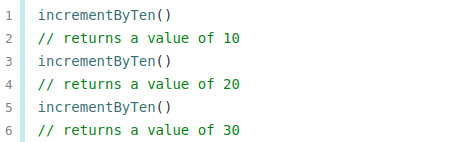 1 incrementByTen()
2 // returns a value of 10
3 incrementByTen()
4 // returns a value of 20
5 incrementByTen()
6 // returns a value of 30